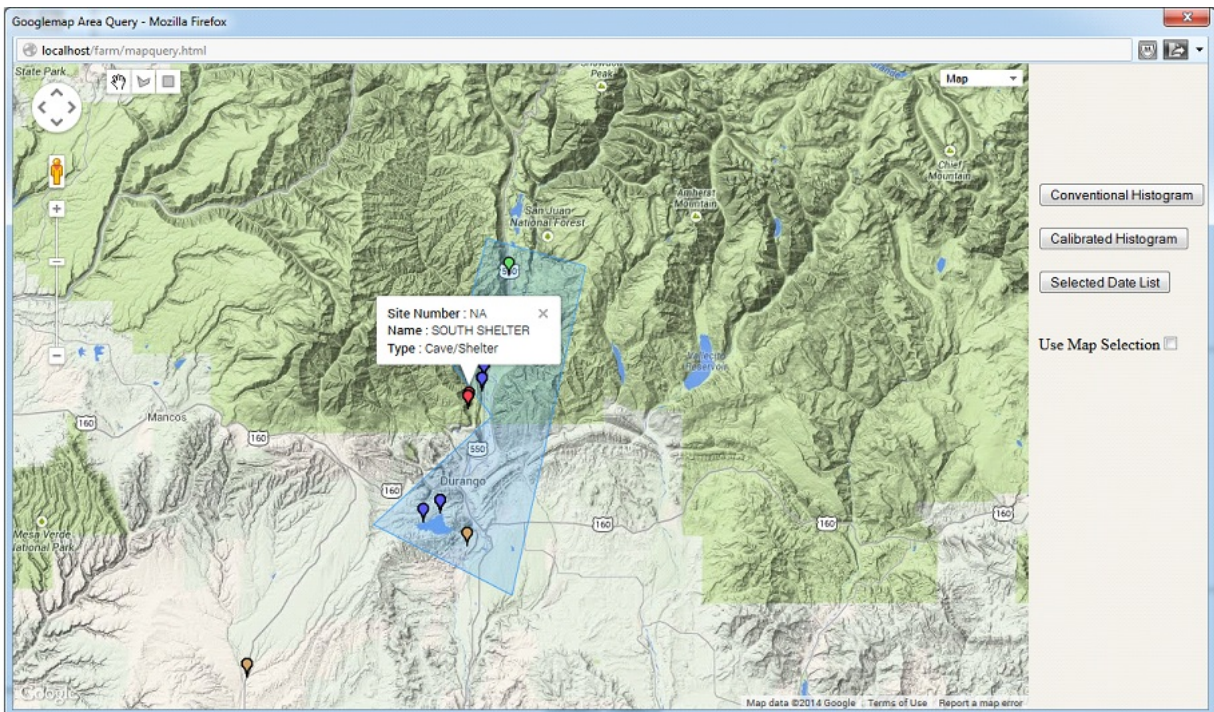 Googlemap Area Query - Mozilla Firefox
localhost/farm/mapquery.html
State Park
Peak
Map
Chief
Mountain
Amherst
Mountain
San Juan
National Forest
550
Site Number : NA
Name : SOUTH SHELTER
Type : Cave/Shelter
Vallecito
Reservoir
Mancos
160
160
550
Durango
160
160
160
160
Mesa Verde
National Park
Google
Map data ©2014 Google
Terms of Use
Report a map error
Conventional Histogram
Calibrated Histogram
Selected Date List
Use Map Selection